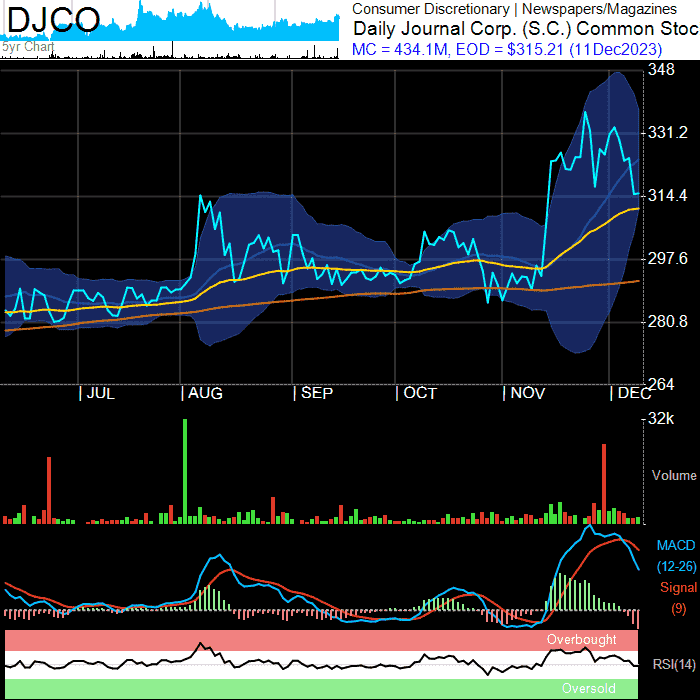 DJCO
5yr Chart
Consumer Discretionary | Newspapers/Magazines
Daily Journal Corp. (S.C.) Common Stoc
MC = 434.1M, EOD = $315.21 (11Dec2023)
348
331.2
314.4
297.6
280.8
264
| JUL | AUG | SEP | OCT | NOV | DEC
32k
Volume
MACD
(12-26)
Signal
(9)
Overbought
RSI(14)
Oversold